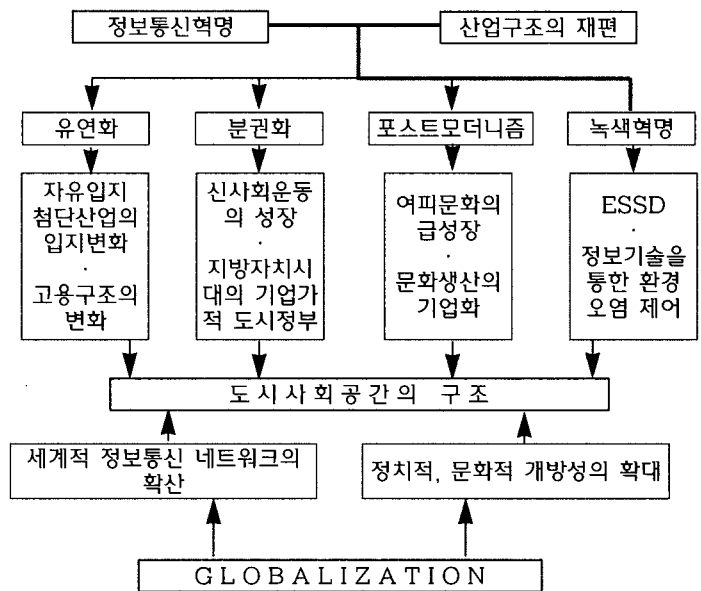 정보통신혁명
산업구조의 재편
유연화
분권화
포스트모더니즘
녹색혁명
자유입지
첨단산업의
입지변화
·
고용구조의
변화
신사회운동
의 성장
·
지방자치시
대의 기업가
적 도시정부
여피문화의
급성장
·
문화생산의
기업화
ESSD
·
정보기술을
통한 환경
오염 제어
도시사회공간의 구조
세계적 정보통신 네트워크의
확산
정치적, 문화적 개방성의 확대
GLOBALIZATION